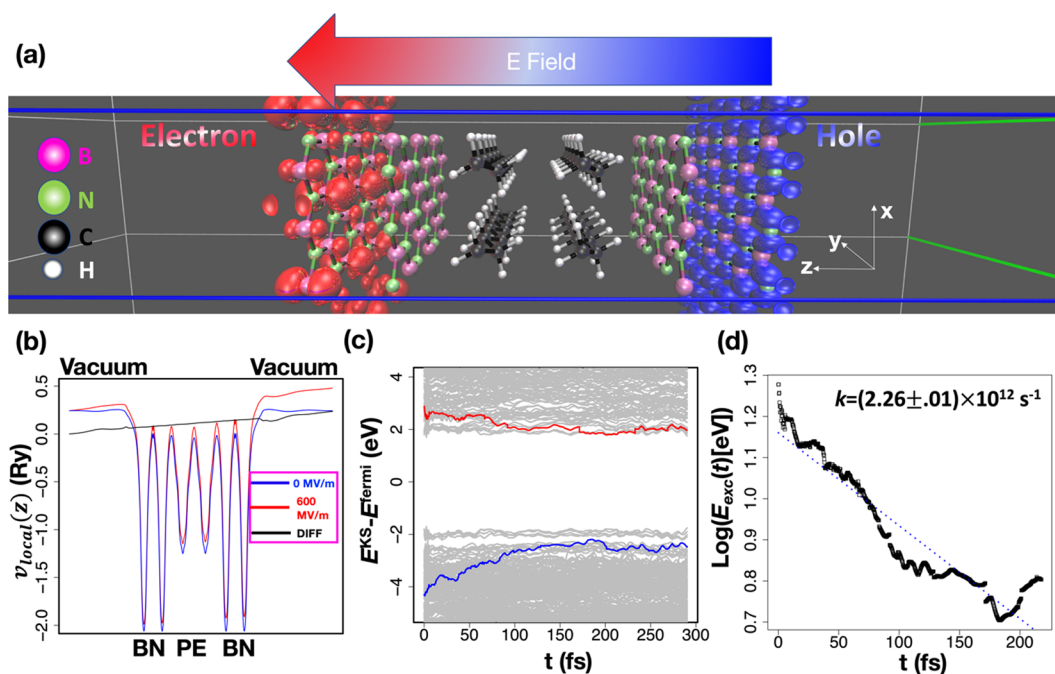 (a)
E Field
Electron
Hole
B
N
C
H
x
y
z
(b)
Vacuum
Vacuum
0.5
0.0
-0.5
-1.0
-1.5
-2.0
v_local(z) (Ry)
0 MV/m
600
MV/m
DIFF
BN PE BN
(c)
4
2
0
-2
-4
E^KS-E^fermi (eV)
0 50 100 150 200 250 300
t (fs)
(d)
1.3
1.2
1.1
1.0
0.9
0.8
0.7
Log(E_exc(t)[eV])
k=(2.26±.01)×10¹² s⁻¹
0 50 100 150 200
t (fs)